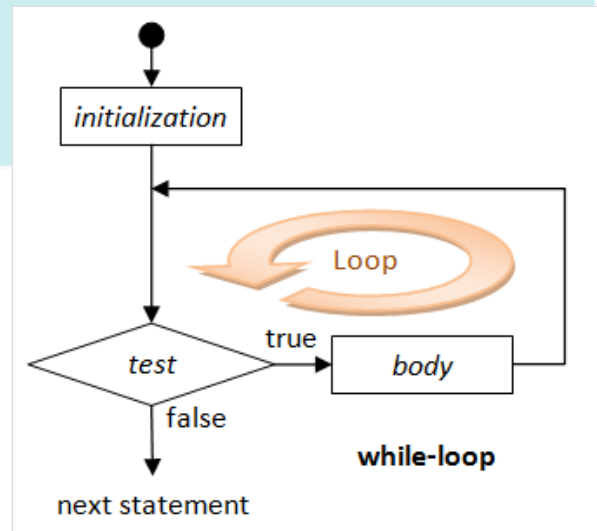 initialization
Loop
true
test
body
false
while-loop
next statement